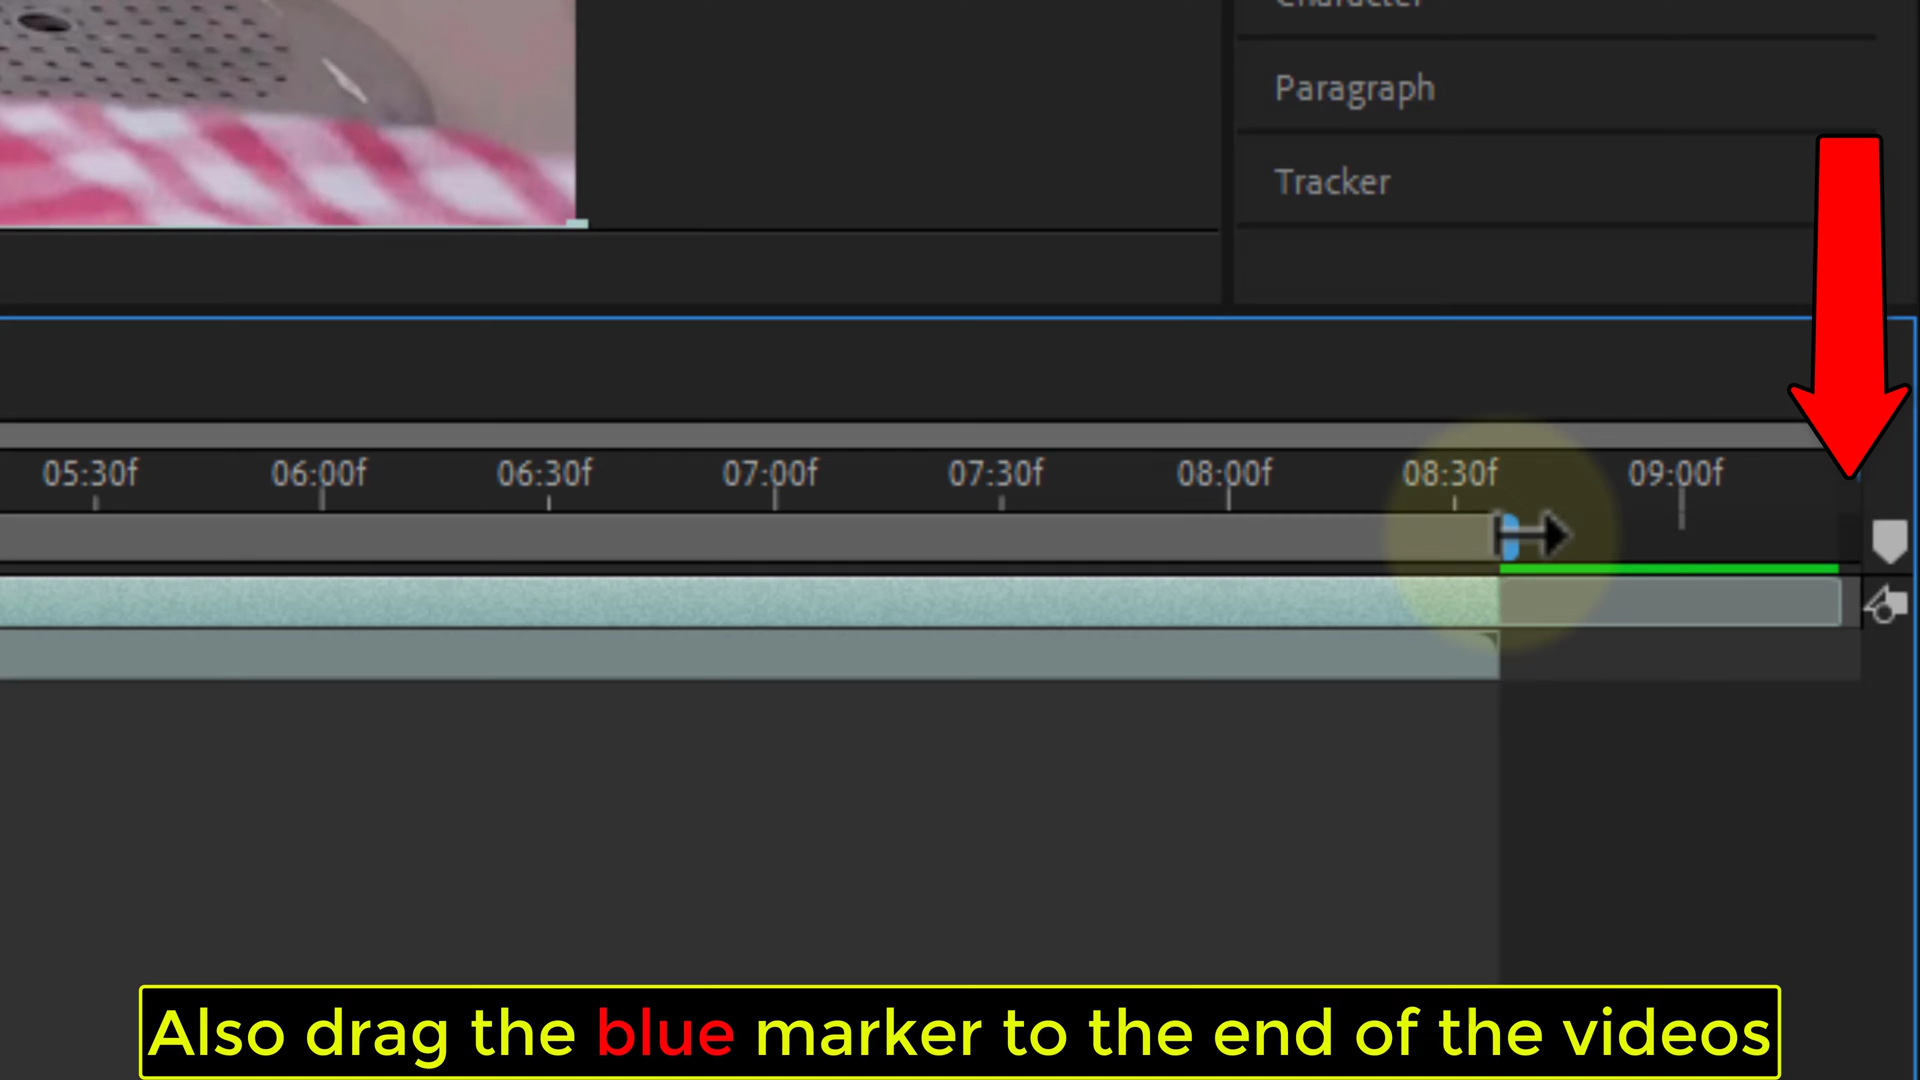 Character
Paragraph
Tracker
05:30f 06:00f 06:30f 07:00f 07:30f 08:00f 08:30f 09:00f
Also drag the blue marker to the end of the videos